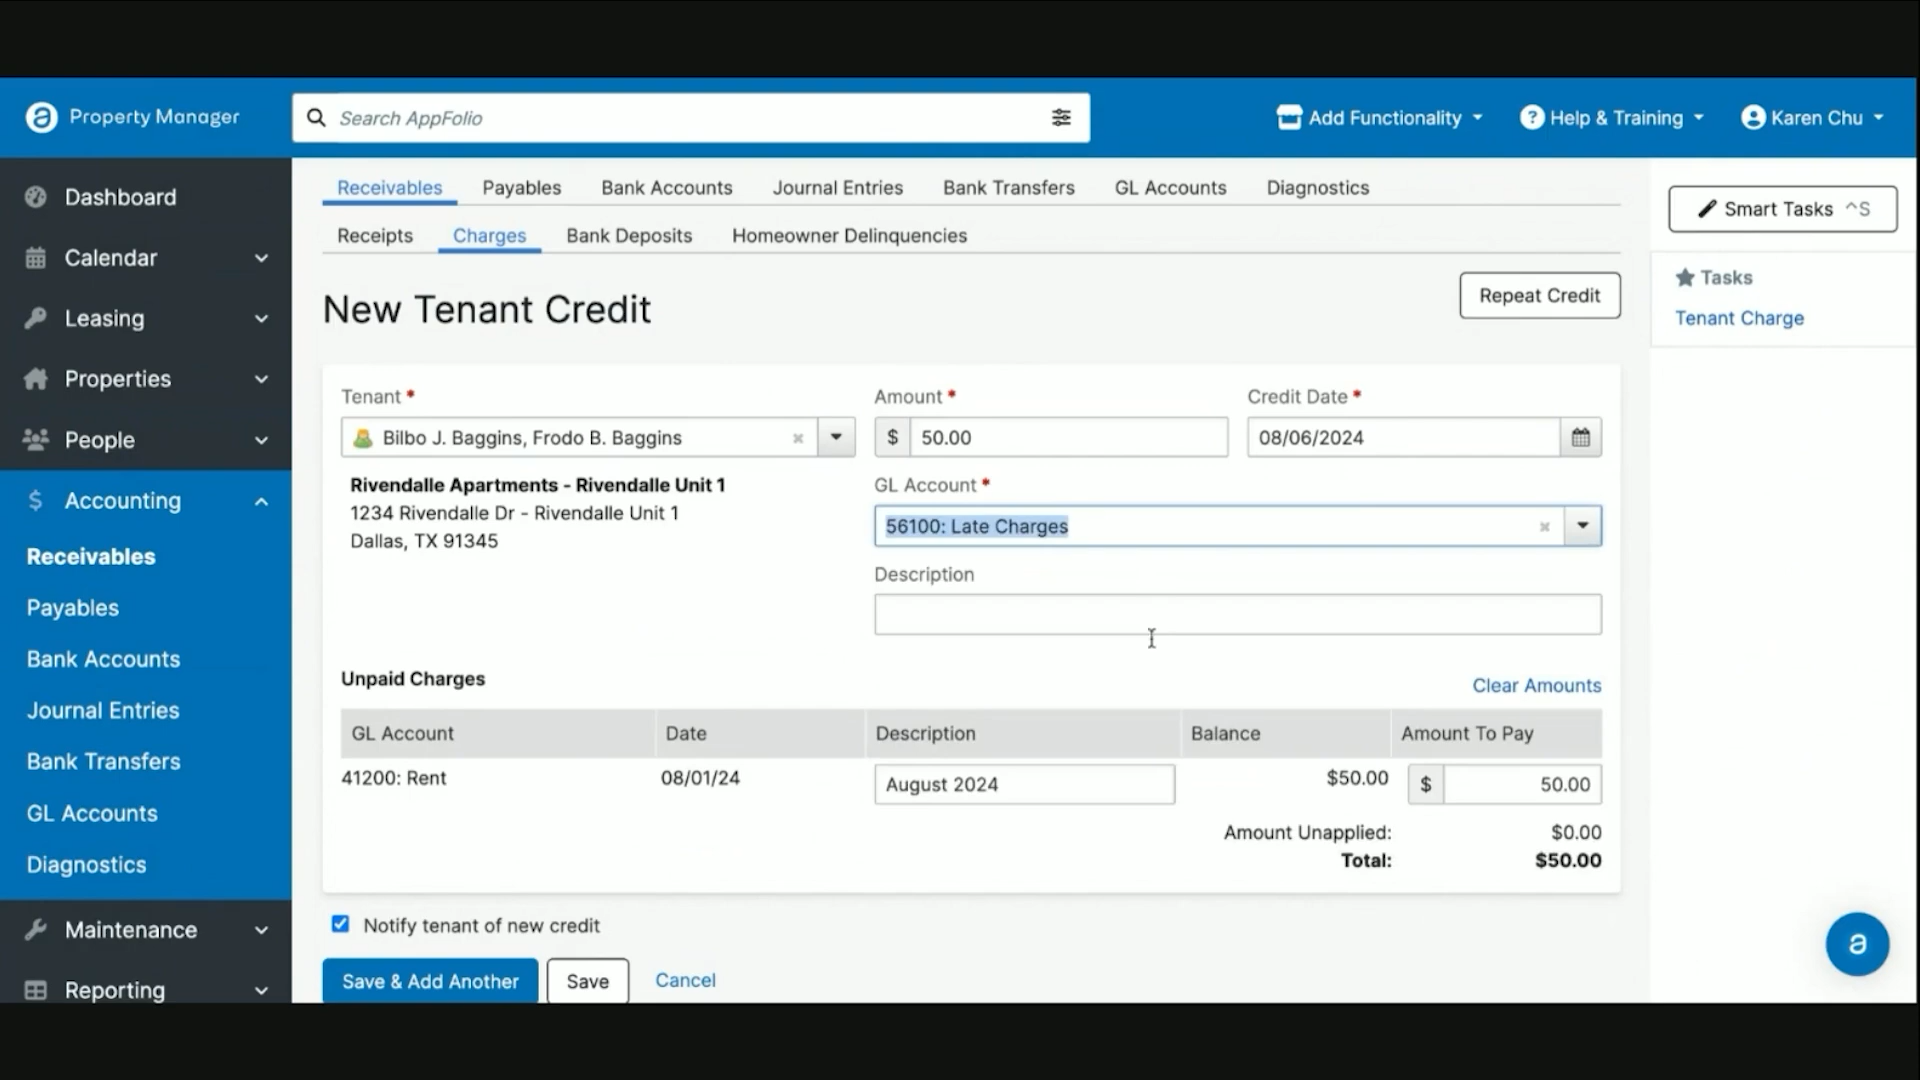 Property Manager
Search AppFolio
Add Functionality
Help & Training
Karen Chu
Dashboard
Calendar
Leasing
Properties
People
Accounting
Receivables
Payables
Bank Accounts
Journal Entries
Bank Transfers
GL Accounts
Diagnostics
Maintenance
Reporting
Receivables Payables Bank Accounts Journal Entries Bank Transfers GL Accounts Diagnostics
Receipts Charges Bank Deposits Homeowner Delinquencies
New Tenant Credit
Repeat Credit
Tenant * Amount * Credit Date *
Bilbo J. Baggins, Frodo B. Baggins $ 50.00 08/06/2024
Rivendalle Apartments - Rivendalle Unit 1
1234 Rivendalle Dr - Rivendalle Unit 1
Dallas, TX 91345
GL Account *
56100: Late Charges
Description
Unpaid Charges
Clear Amounts
GL Account Date Description Balance Amount To Pay
41200: Rent 08/01/24 August 2024 $50.00 $ 50.00
Amount Unapplied: $0.00
Total: $50.00
Notify tenant of new credit
Save & Add Another Save Cancel
Smart Tasks ^S
Tasks
Tenant Charge